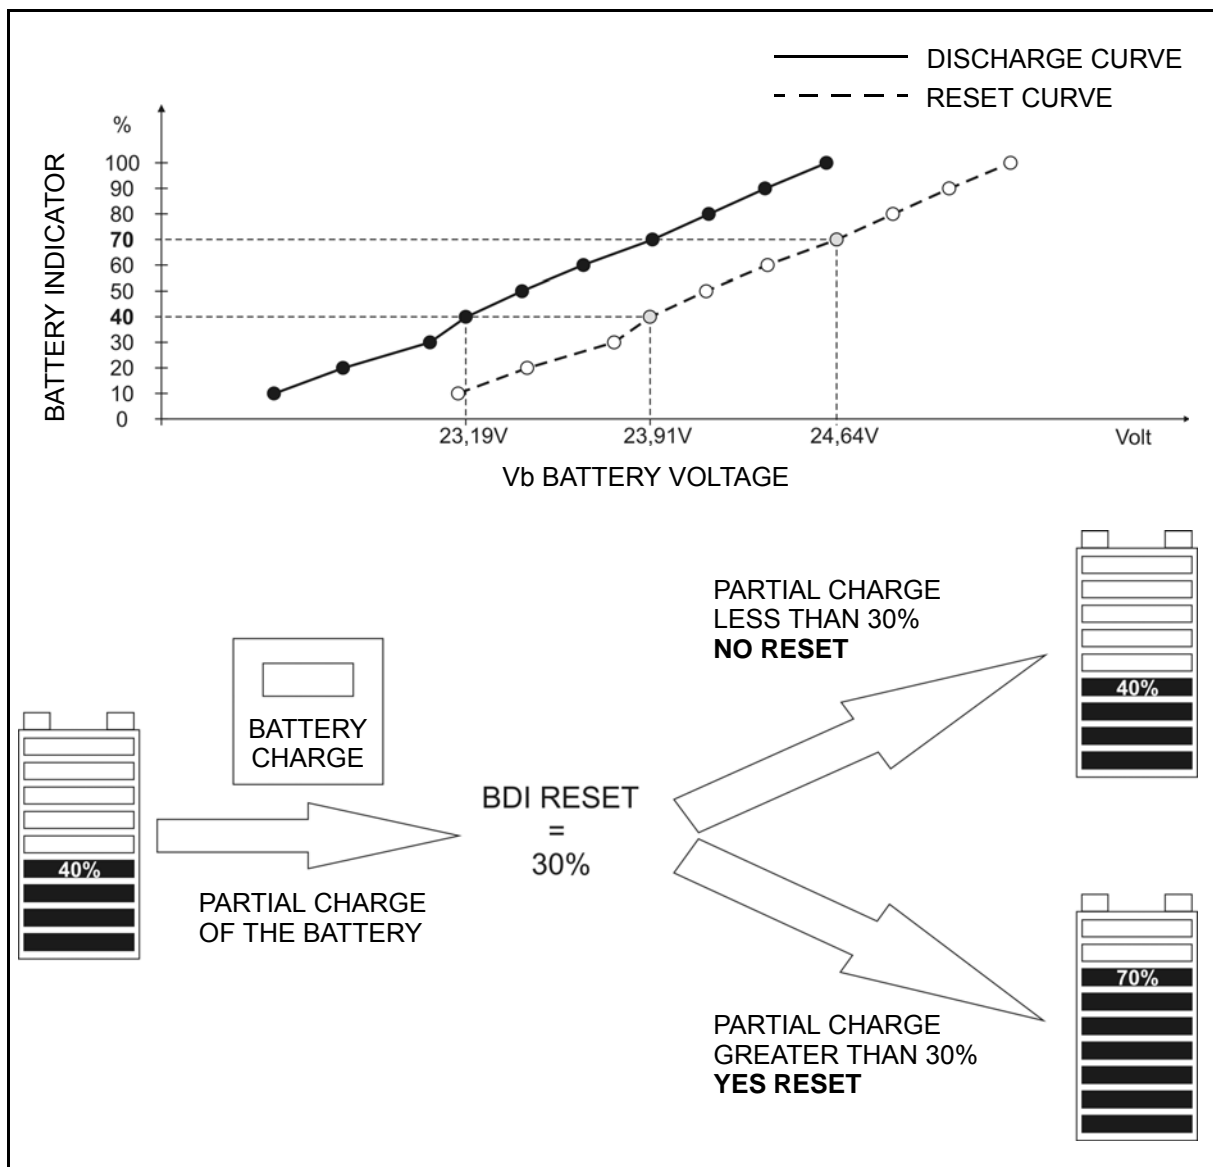 DISCHARGE CURVE
RESET CURVE
BATTERY INDICATOR
%
100
90
80
70
60
50
40
30
20
10
0
23,19V
23,91V
24,64V
Volt
Vb BATTERY VOLTAGE
PARTIAL CHARGE
LESS THAN 30%
NO RESET
40%
BATTERY
CHARGE
40%
PARTIAL CHARGE
OF THE BATTERY
BDI RESET
=
30%
PARTIAL CHARGE
GREATER THAN 30%
YES RESET
70%